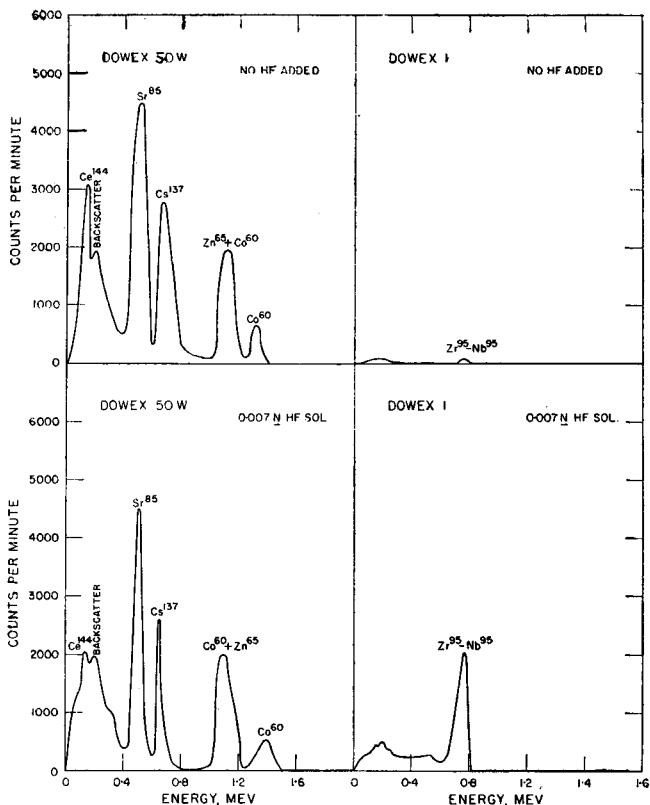 6000
5000
4000
3000
2000
1000
0
COUNTS PER MINUTE
DOWEX 50W
NO HF ADDED
Sr85
Ce144
BACKSCATTER
Cs137
Zn65+Co60
Co60
DOWEX 1
NO HF ADDED
Zr95-Nb95
6000
5000
4000
3000
2000
1000
0
COUNTS PER MINUTE
DOWEX 50W
0·007 N HF SOL
Sr85
Ce144
BACKSCATTER
Cs137
Co60+Zn65
Co60
0 0·4 0·8 1·2 1·6
ENERGY, MEV
DOWEX 1
0·007 N HF SOL.
Zr95-Nb95
0 0·4 0·6 1·2 1·6
ENERGY, MEV